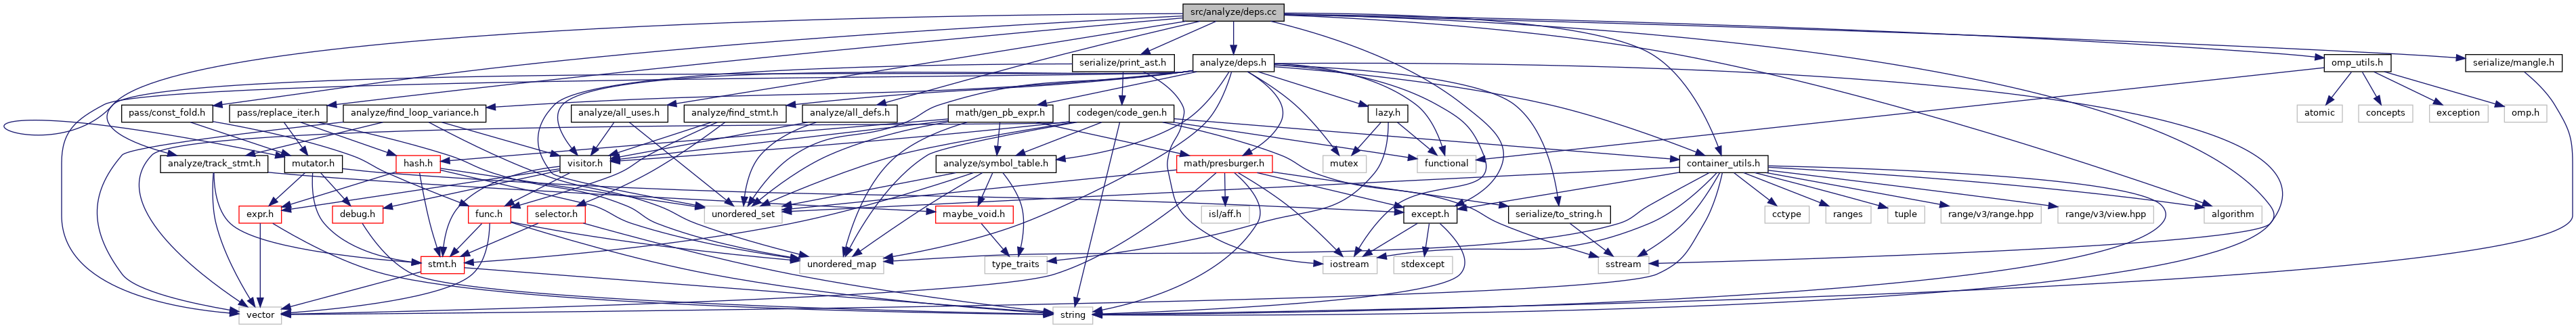 src/analyze/deps.cc
serialize/print_ast.h
analyze/deps.h
omp_utils.h
serialize/mangle.h
pass/const_fold.h
pass/replace_iter.h
analyze/find_loop_variance.h
analyze/all_uses.h
analyze/find_stmt.h
analyze/all_defs.h
math/gen_pb_expr.h
codegen/code_gen.h
lazy.h
atomic
concepts
exception
omp.h
analyze/track_stmt.h
mutator.h
hash.h
visitor.h
analyze/symbol_table.h
math/presburger.h
mutex
functional
container_utils.h
expr.h
debug.h
func.h
selector.h
unordered_set
maybe_void.h
isl/aff.h
except.h
serialize/to_string.h
cctype
ranges
tuple
range/v3/range.hpp
range/v3/view.hpp
algorithm
stmt.h
unordered_map
type_traits
iostream
stdexcept
sstream
vector
string